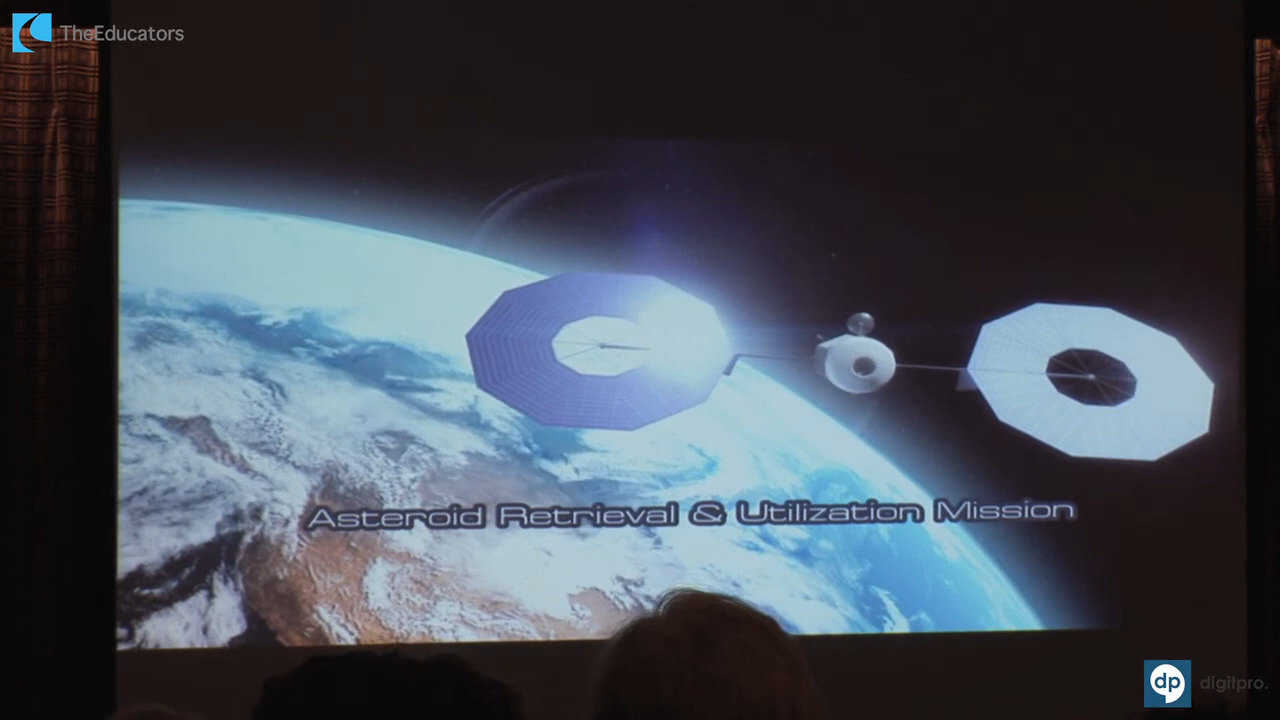 TheEducators
Asteroid Retrieval & Utilization Mission
dp
digitpro.